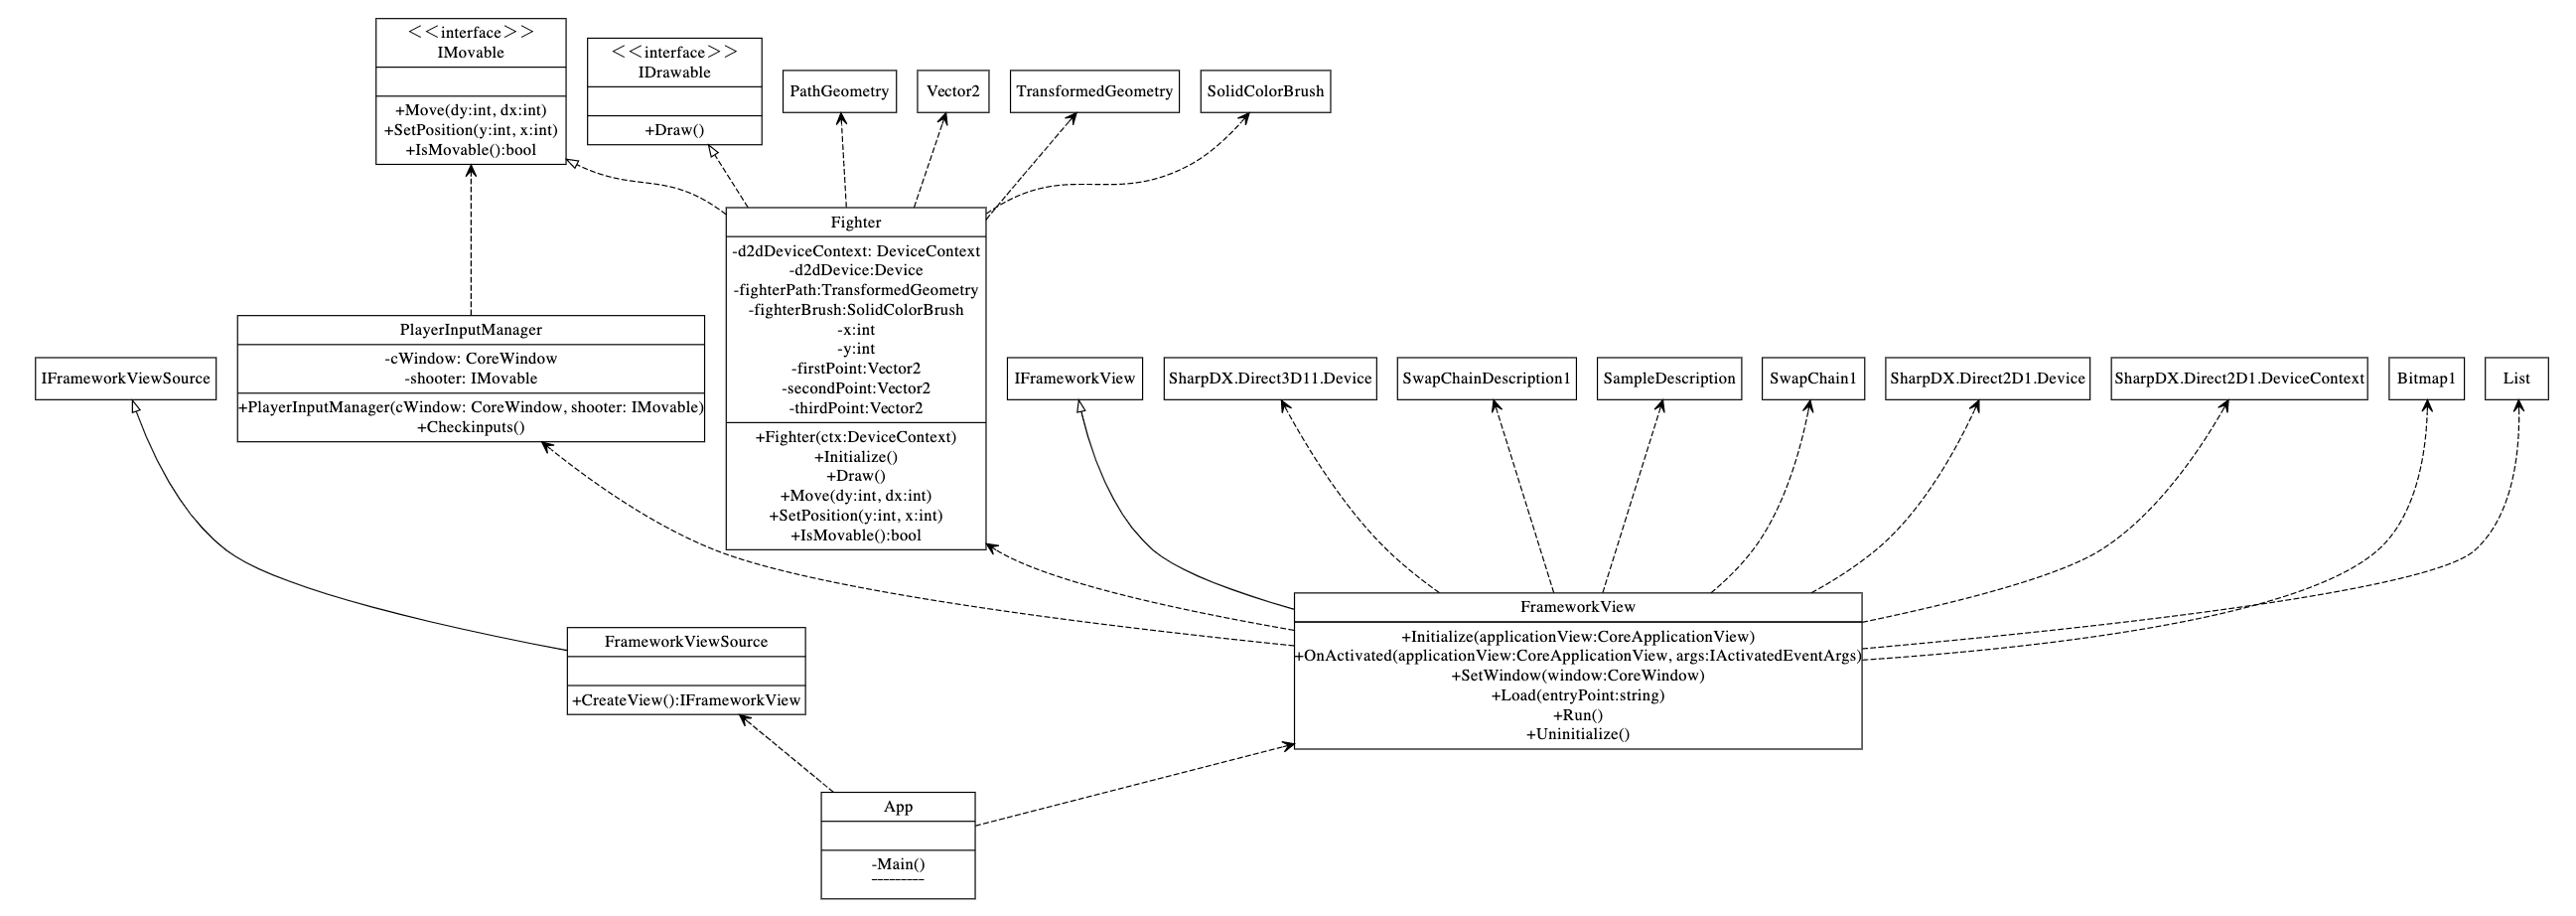 <<interface>>
IMovable
+Move(dy:int, dx:int)
+SetPosition(y:int, x:int)
+IsMovable():bool
<<interface>>
IDrawable
+Draw()
PathGeometry
Vector2
TransformedGeometry
SolidColorBrush
Fighter
-d2dDeviceContext: DeviceContext
-d2dDevice:Device
-fighterPath:TransformedGeometry
-fighterBrush:SolidColorBrush
-x:int
-y:int
-firstPoint:Vector2
-secondPoint:Vector2
-thirdPoint:Vector2
+Fighter(ctx:DeviceContext)
+Initialize()
+Draw()
+Move(dy:int, dx:int)
+SetPosition(y:int, x:int)
+IsMovable():bool
PlayerInputManager
-cWindow: CoreWindow
-shooter: IMovable
+PlayerInputManager(cWindow: CoreWindow, shooter: IMovable)
+Checkinputs()
IFrameworkViewSource
IFrameworkView
SharpDX.Direct3D11.Device
SwapChainDescription1
SampleDescription
SwapChain1
SharpDX.Direct2D1.Device
SharpDX.Direct2D1.DeviceContext
Bitmap1
List
FrameworkViewSource
+CreateView():IFrameworkView
FrameworkView
+Initialize(applicationView:CoreApplicationView)
+OnActivated(applicationView:CoreApplicationView, args:IActivatedEventArgs)
+SetWindow(window:CoreWindow)
+Load(entryPoint:string)
+Run()
+Uninitialize()
App
-Main()
---------